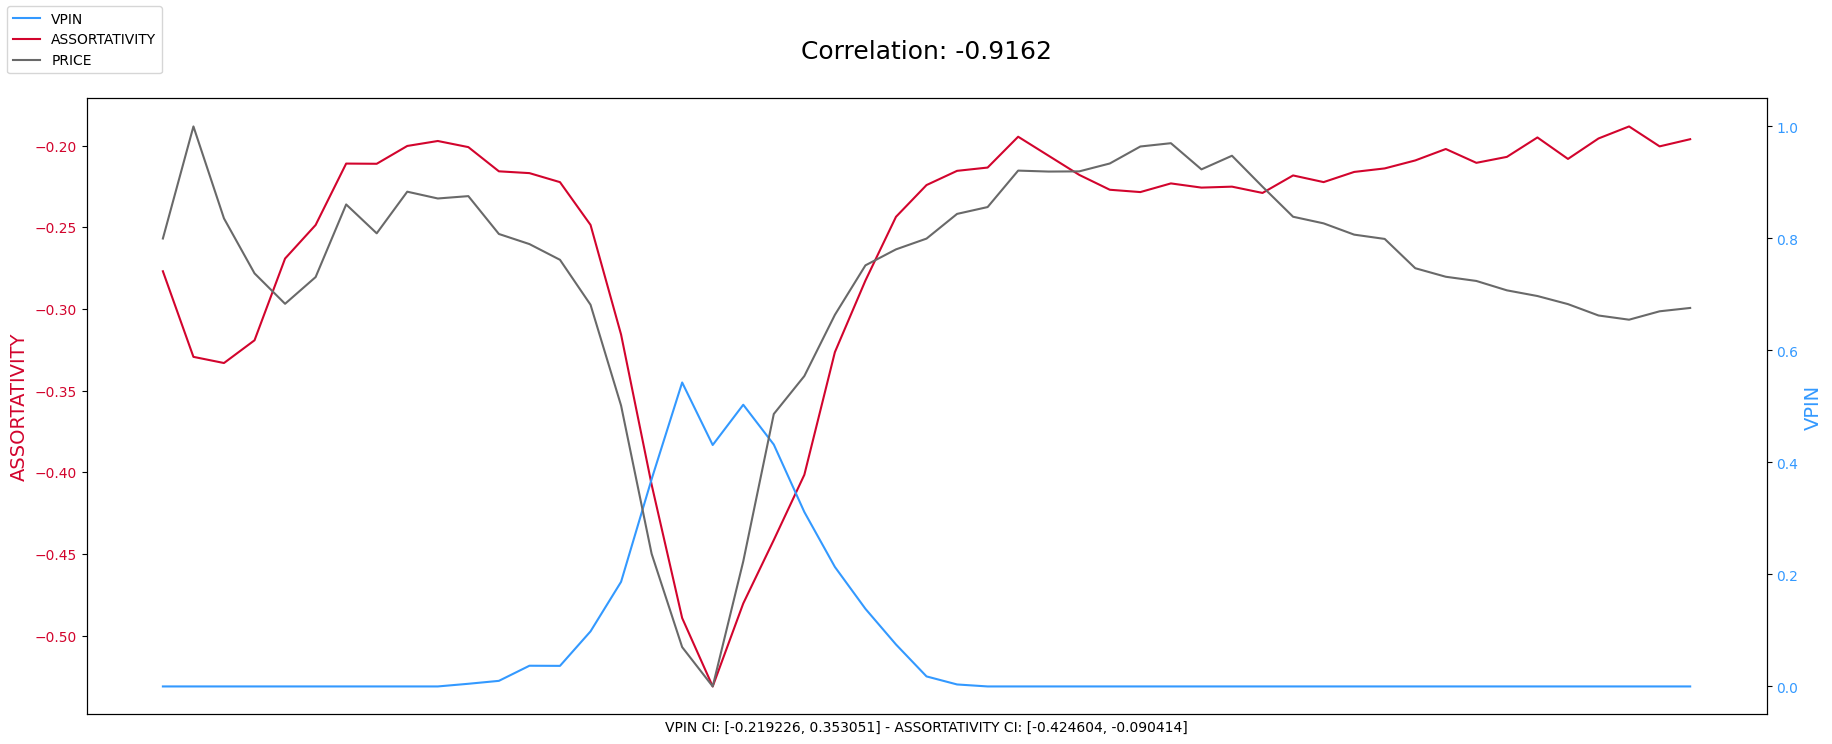 VPIN
ASSORTATIVITY
PRICE
Correlation: -0.9162
ASSORTATIVITY
−0.20
−0.25
−0.30
−0.35
−0.40
−0.45
−0.50
1.0
0.8
0.6
0.4
0.2
0.0
VPIN
VPIN CI: [-0.219226, 0.353051] - ASSORTATIVITY CI: [-0.424604, -0.090414]